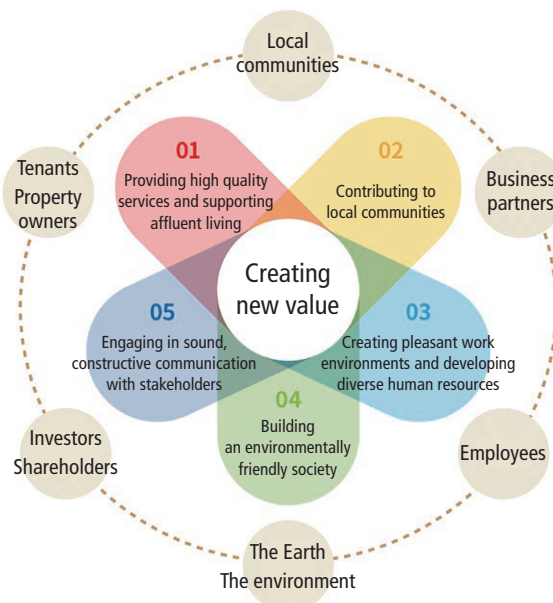 Local
communities
01
Providing high quality
services and supporting
affluent living
02
Contributing to
local communities
Tenants
Property
owners
Business
partners
Creating
new value
05
Engaging in sound,
constructive communication
with stakeholders
03
Creating pleasant work
environments and developing
diverse human resources
04
Building
an environmentally
friendly society
Investors
Shareholders
Employees
The Earth
The environment